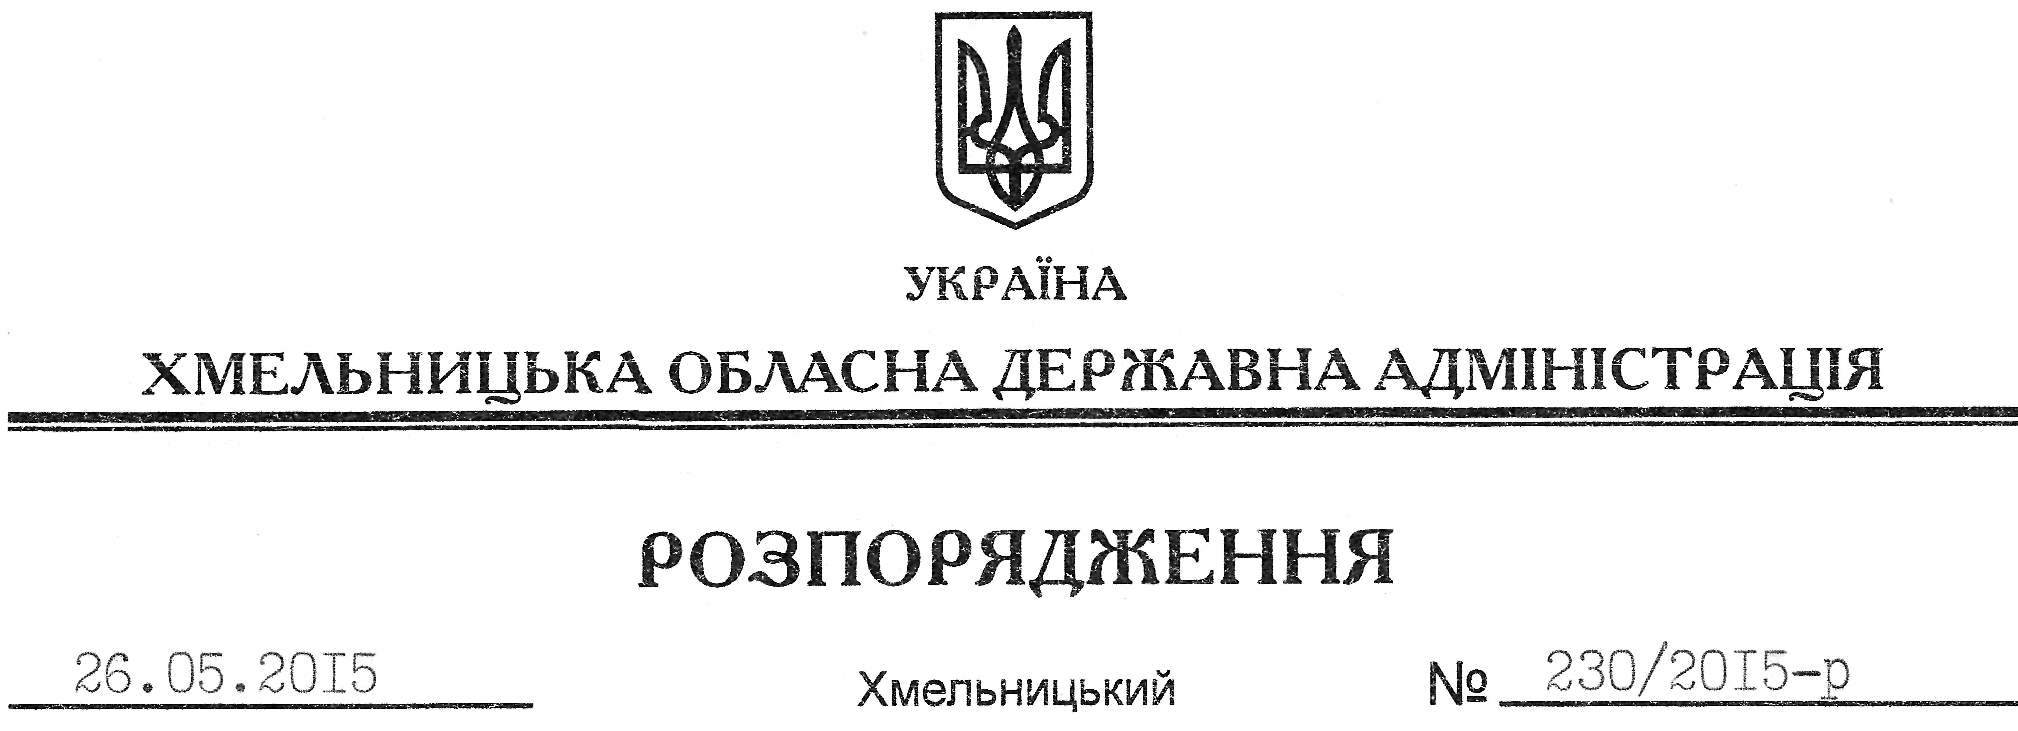 УКРАЇНА
ХМЕЛЬНИЦЬКА ОБЛАСНА ДЕРЖАВНА АДМІНІСТРАЦІЯ
РОЗПОРЯДЖЕННЯ
26.05.2015 Хмельницький № 230/2015-р